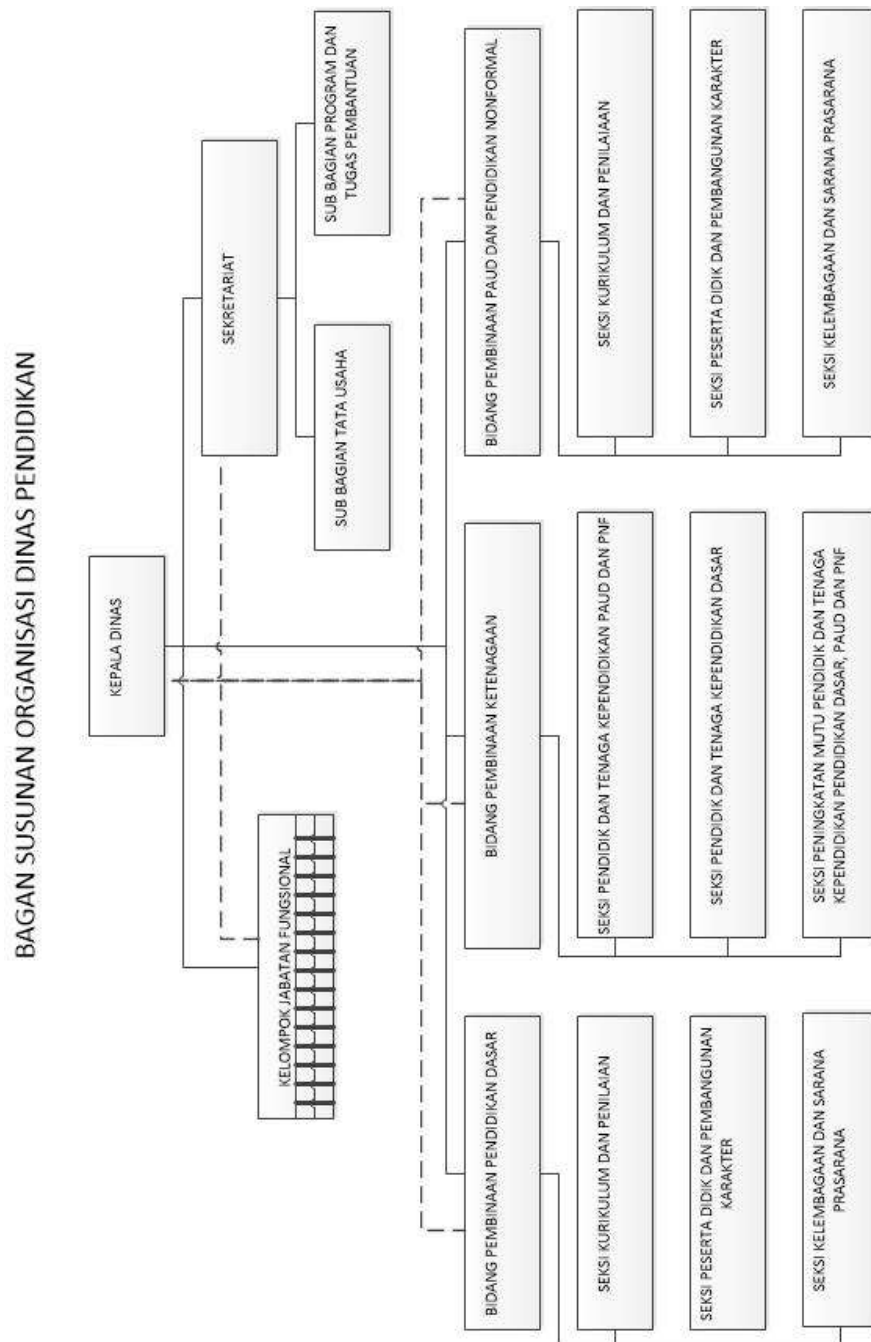 BAGAN SUSUNAN ORGANISASI DINAS PENDIDIKAN
KEPALA DINAS
SEKRETARIAT
KELOMPOK JABATAN FUNGSIONAL
SUB BAGIAN TATA USAHA
SUB BAGIAN PROGRAM DAN
TUGAS PEMBANTUAN
BIDANG PEMBINAAN PENDIDIKAN DASAR
SEKSI KURIKULUM DAN PENILAIAN
SEKSI PESERTA DIDIK DAN PEMBANGUNAN
KARAKTER
SEKSI KELEMBAGAAN DAN SARANA
PRASARANA
BIDANG PEMBINAAN KETENAGAAN
SEKSI PENDIDIK DAN TENAGA KEPENDIDIKAN PAUD DAN PNF
SEKSI PENDIDIK DAN TENAGA KEPENDIDIKAN DASAR
SEKSI PENINGKATAN MUTU PENDIDIK DAN TENAGA
KEPENDIDIKAN PENDIDIKAN DASAR, PAUD DAN PNF
BIDANG PEMBINAAN PAUD DAN PENDIDIKAN NONFORMAL
SEKSI KURIKULUM DAN PENILAIAAN
SEKSI PESERTA DIDIK DAN PEMBANGUNAN KARAKTER
SEKSI KELEMBAGAAN DAN SARANA PRASARANA